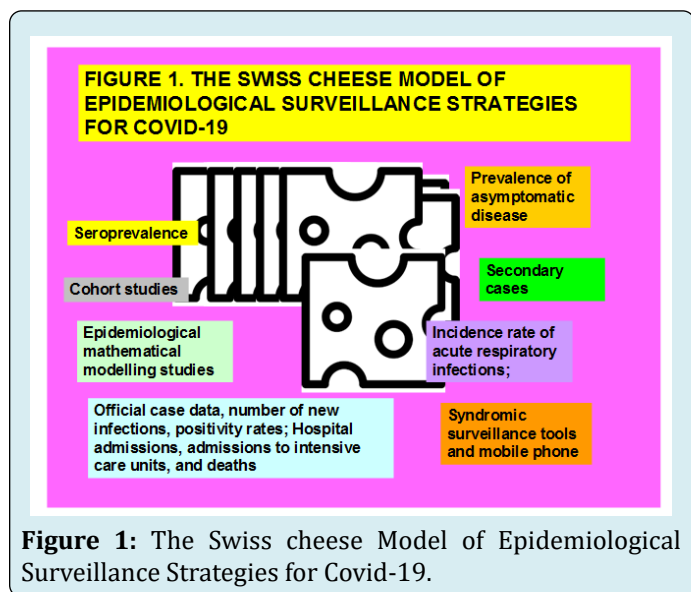 FIGURE 1. THE SWISS CHEESE MODEL OF
EPIDEMIOLOGICAL SURVEILLANCE STRATEGIES
FOR COVID-19
Prevalence of
asymptomatic
disease
Seroprevalence
Secondary
cases
Cohort studies
Epidemiological
mathematical
modelling studies
Incidence rate of
acute respiratory
infections;
Official case data, number of new
infections, positivity rates; Hospital
admissions, admissions to intensive
care units, and deaths
Syndromic
surveillance tools
and mobile phone
Figure 1: The Swiss cheese Model of Epidemiological
Surveillance Strategies for Covid-19.